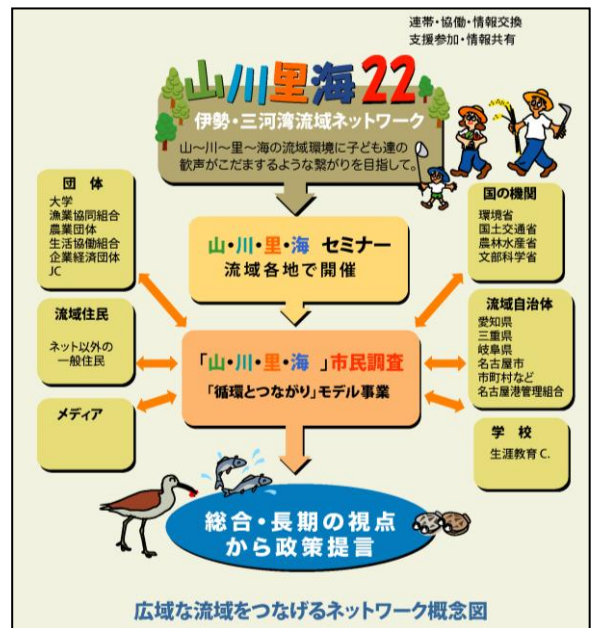 連帯・協働・情報交換
支援参加・情報共有
山川里海22
伊勢・三河湾流域ネットワーク
山～川～里～海の流域環境に子ども達の
歓声がこだまするような繋がりを目指して。
団体
大学
漁業協同組合
農業団体
生活協働組合
企業経済団体
JC
国の機関
環境省
国土交通省
農林水産省
文部科学省
山・川・里・海 セミナー
流域各地で開催
流域住民
ネット以外の
一般住民
流域自治体
愛知県
三重県
岐阜県
名古屋市
市町村など
名古屋港管理組合
「山・川・里・海 」市民調査
「循環とつながり」モデル事業
メディア
学校
生涯教育C.
総合・長期の視点
から政策提言
広域な流域をつなげるネットワーク概念図